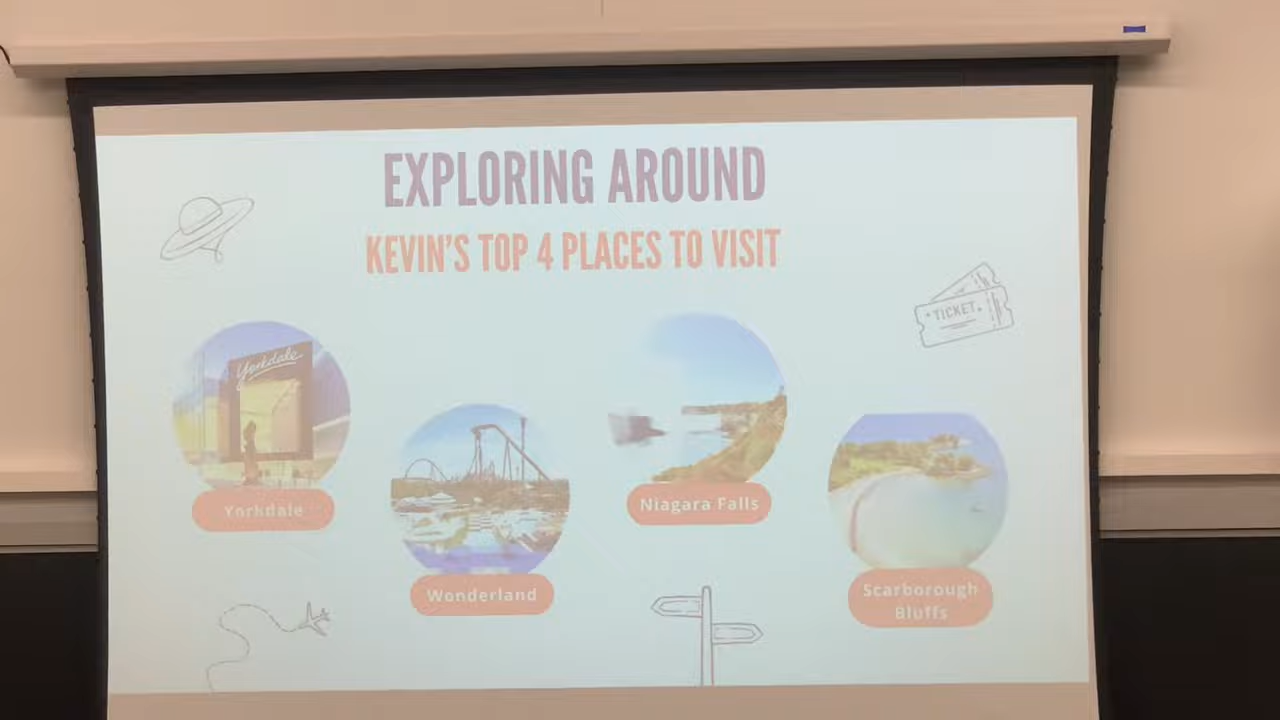 EXPLORING AROUND
KEVIN'S TOP 4 PLACES TO VISIT
TICKET
Yorkdale
Yorkdale
Wonderland
Niagara Falls
Scarborough
Bluffs